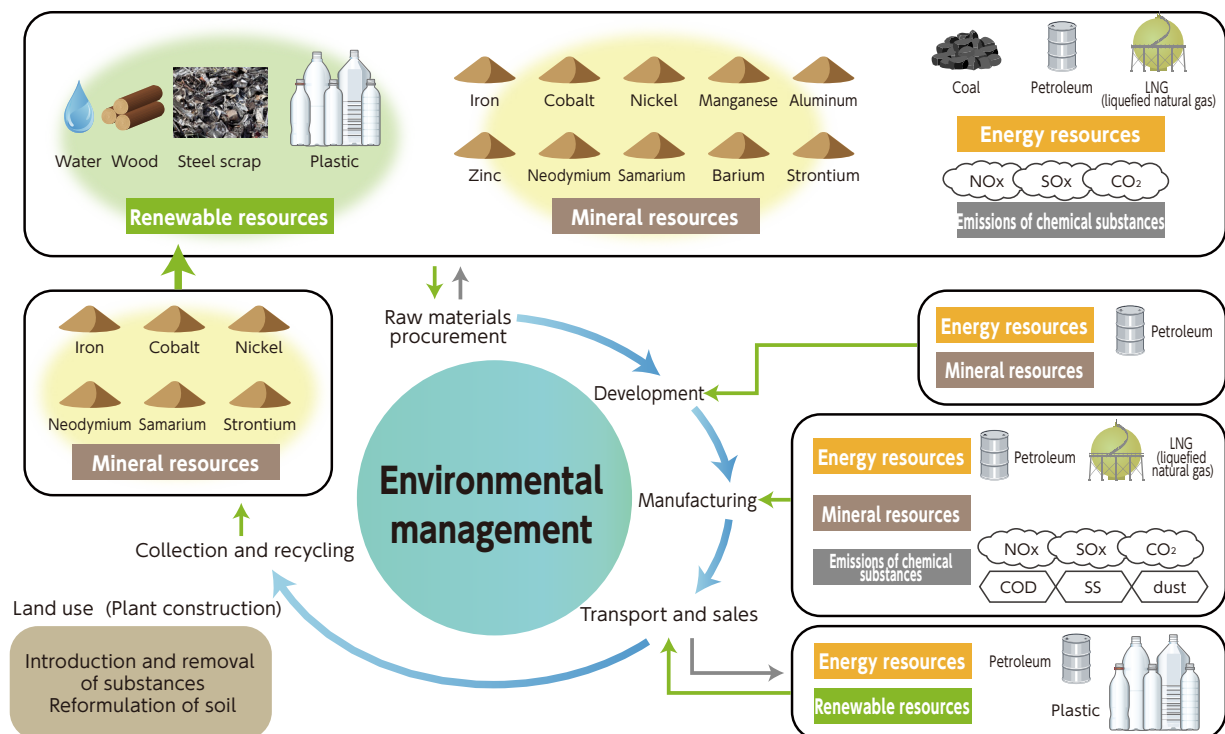 Water
Wood
Steel scrap
Plastic
Renewable resources
Iron
Cobalt
Nickel
Manganese
Aluminum
Zinc
Neodymium
Samarium
Barium
Strontium
Mineral resources
Coal
Petroleum
LNG
(liquefied natural gas)
Energy resources
NOx
SOx
CO₂
Emissions of chemical substances
Iron
Cobalt
Nickel
Neodymium
Samarium
Strontium
Mineral resources
Raw materials
procurement
Development
Manufacturing
Transport and sales
Collection and recycling
Environmental
management
Energy resources
Petroleum
Mineral resources
Energy resources
Petroleum
LNG
(liquefied
natural gas)
Mineral resources
Emissions of chemical
substances
NOx
SOx
CO₂
COD
SS
dust
Energy resources
Petroleum
Renewable resources
Plastic
Land use (Plant construction)
Introduction and removal
of substances
Reformulation of soil